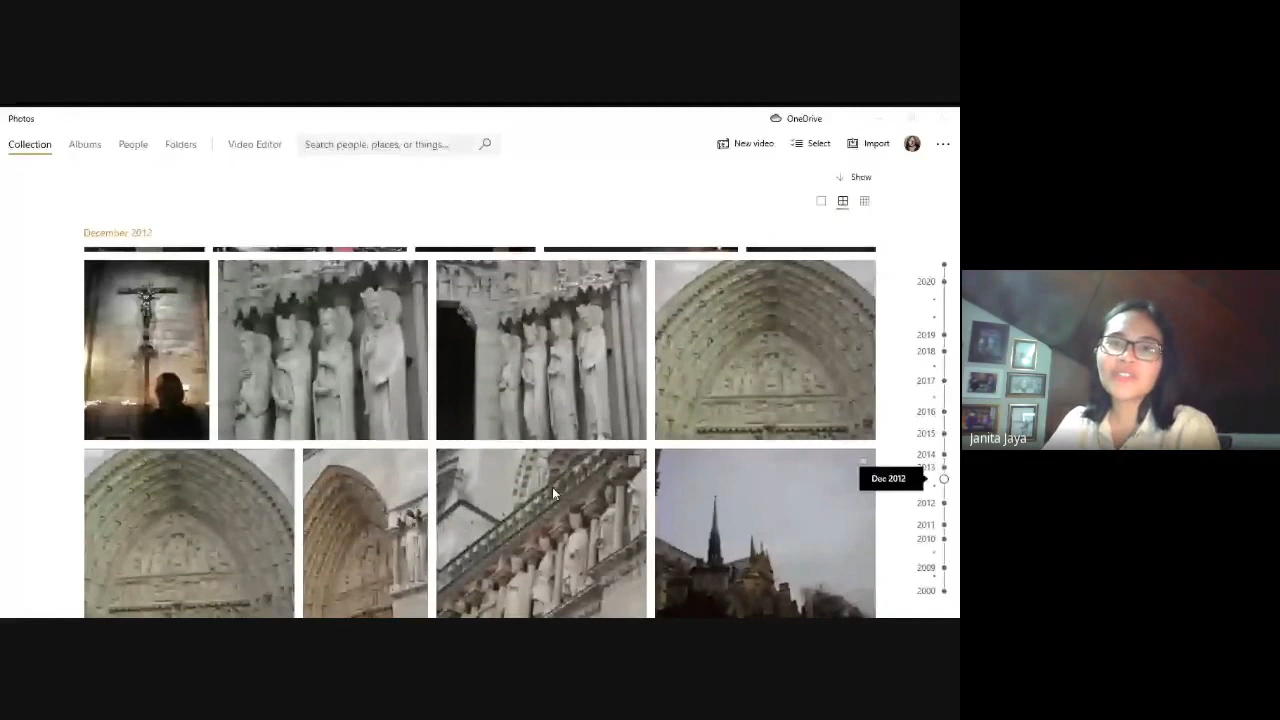 Photos
OneDrive
Collection
Albums
People
Folders
Video Editor
Search people, places, or things...
New video
Select
Import
Show
December 2012
2020
2019
2018
2017
2016
2015
2014
2013
Dec 2012
2012
2011
2010
2009
2000
Janita Jaya